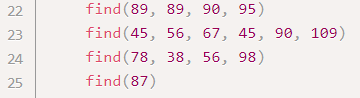 22 find(89, 89, 90, 95)
23 find(45, 56, 67, 45, 90, 109)
24 find(78, 38, 56, 98)
25 find(87)